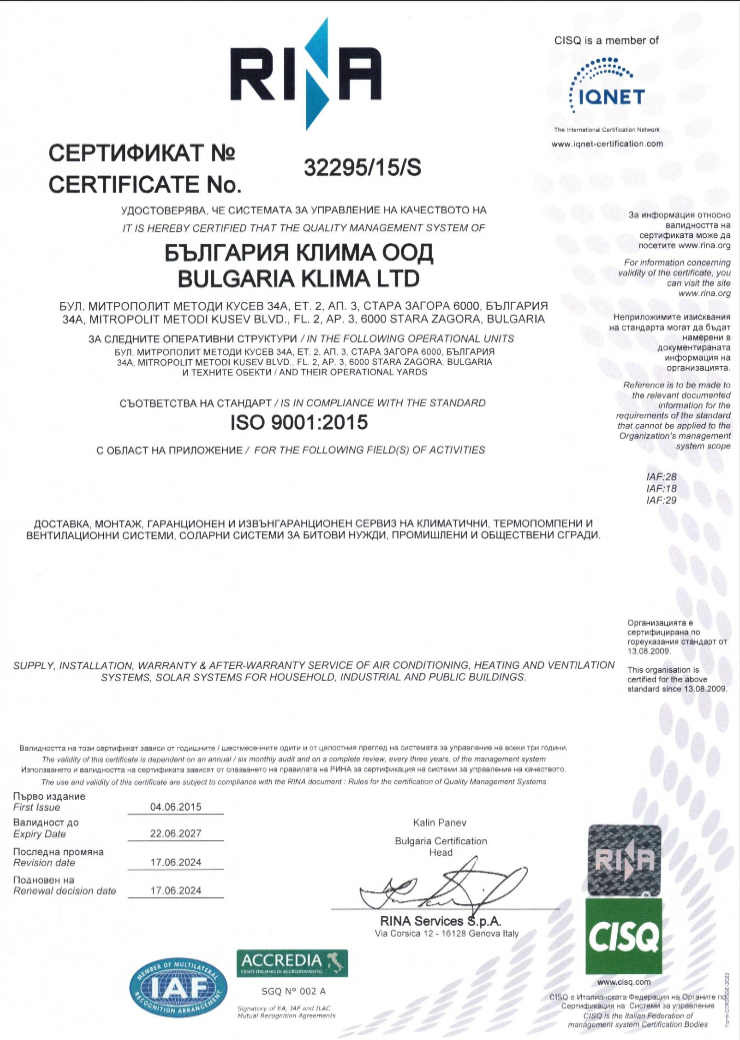 RINA
CISQ is a member of
IQNET
The International Certification Network
www.iqnet-certification.com
СЕРТИФИКАТ №
CERTIFICATE No.
32295/15/S
УДОСТОВЕРЯВА, ЧЕ СИСТЕМАТА ЗА УПРАВЛЕНИЕ НА КАЧЕСТВОТО НА
IT IS HEREBY CERTIFIED THAT THE QUALITY MANAGEMENT SYSTEM OF
БЪЛГАРИЯ КЛИМА ООД
BULGARIA KLIMA LTD
БУЛ. МИТРОПОЛИТ МЕТОДИ КУСЕВ 34А, ЕТ. 2, АП. 3, СТАРА ЗАГОРА 6000, БЪЛГАРИЯ
34A, MITROPOLIT METODI KUSEV BLVD., FL. 2, AP. 3, 6000 STARA ZAGORA, BULGARIA
ЗА СЛЕДНИТЕ ОПЕРАТИВНИ СТРУКТУРИ / IN THE FOLLOWING OPERATIONAL UNITS
БУЛ. МИТРОПОЛИТ МЕТОДИ КУСЕВ 34А, ЕТ. 2, АП. 3, СТАРА ЗАГОРА 6000, БЪЛГАРИЯ
34A, MITROPOLIT METODI KUSEV BLVD., FL. 2, AP. 3, 6000 STARA ZAGORA. BULGARIA
И ТЕХНИТЕ ОБЕКТИ / AND THEIR OPERATIONAL YARDS
СЪОТВЕТСТВА НА СТАНДАРТ / IS IN COMPLIANCE WITH THE STANDARD
ISO 9001:2015
С ОБЛАСТ НА ПРИЛОЖЕНИЕ / FOR THE FOLLOWING FIELD(S) OF ACTIVITIES
За информация относно
валидността на
сертификата може да
посетите www.rina.org
For information concerning
validity of the certificate, you
can visit the site
www.rina.org
Неприложимите изисквания
на стандарта могат да бъдат
намерени в
документираната
информация на
организацията.
Reference is to be made to
the relevant documented
information for the
requirements of the standard
that cannot be applied to the
Organization's management
system scope
IAF:28
IAF:18
IAF:29
ДОСТАВКА, МОНТАЖ, ГАРАНЦИОНЕН И ИЗВЪНГАРАНЦИОНЕН СЕРВИЗ НА КЛИМАТИЧНИ, ТЕРМОПОМПЕНИ И
ВЕНТИЛАЦИОННИ СИСТЕМИ, СОЛАРНИ СИСТЕМИ ЗА БИТОВИ НУЖДИ, ПРОМИШЛЕНИ И ОБЩЕСТВЕНИ СГРАДИ.
Организацията е
сертифицирана по
гореуказания стандарт от
13.08.2009.
This organisation is
certified for the above
standard since 13.08.2009.
SUPPLY, INSTALLATION, WARRANTY & AFTER-WARRANTY SERVICE OF AIR CONDITIONING, HEATING AND VENTILATION
SYSTEMS, SOLAR SYSTEMS FOR HOUSEHOLD, INDUSTRIAL AND PUBLIC BUILDINGS.
Валидността на този сертификат зависи от годишните / шестмесечните одити и от цялостния преглед на системата за управление на всеки три години.
The validity of this certificate is dependent on an annual / six monthly audit and on a complete review, every three years, of the management system
Използването и валидността на сертификата зависят от спазването на правилата на РИНА за сертификация на системи за управление на качеството.
The use and validity of this certificate are subject to compliance with the RINA document : Rules for the certification of Quality Management Systems
Първо издание
First Issue
04.06.2015
Валидност до
Expiry Date
22.06.2027
Последна промяна
Revision date
17.06.2024
Подновен на
Renewal decision date
17.06.2024
Kalin Panev
Bulgaria Certification
Head
RINA Services S.p.A.
Via Corsica 12 - 16128 Genova Italy
RINA
CISQ
www.cisq.com
CISQ е Италианската Федерация на Органите по
Сертификация на Системи за управление
CISQ is the Italian Federation of
management system Certification Bodies
MEMBER OF MULTILATERAL
IAF
RECOGNITION ARRANGEMENT
ACCREDIA
L'ENTE ITALIANO DI ACCREDITAMENTO
SGQ N° 002 A
Signatory of EA, IAF and ILAC
Mutual Recognition Agreements